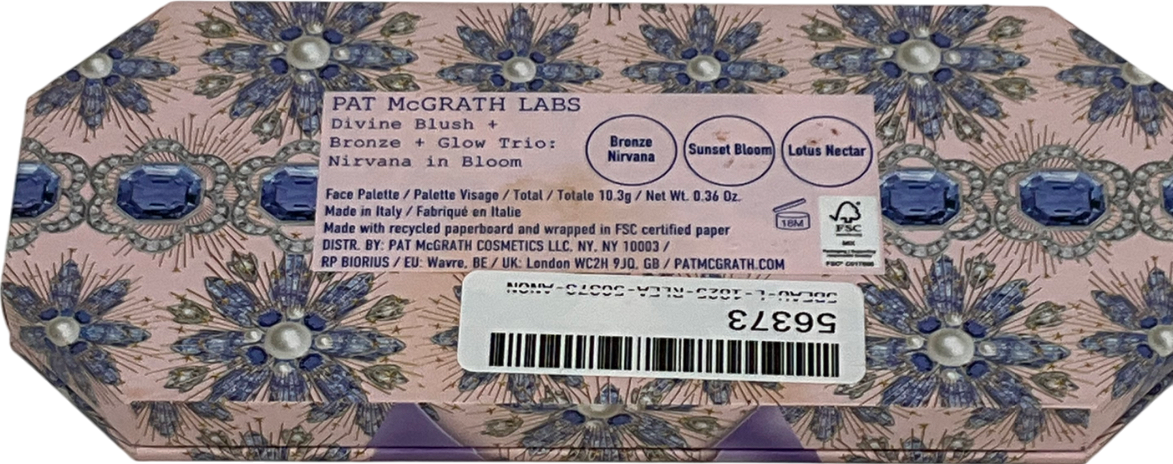 PAT McGRATH LABS
Divine Blush +
Bronze + Glow Trio:
Nirvana in Bloom
Bronze
Nirvana
Sunset Bloom
Lotus Nectar
Face Palette / Palette Visage / Total / Totale 10.3g / Net Wt. 0.36 Oz.
Made in Italy / Fabriqué en Italie
Made with recycled paperboard and wrapped in FSC certified paper
DISTR. BY: PAT McGRATH COSMETICS LLC. NY, NY 10003 /
RP BIORIUS / EU: Wavre, BE / UK: London WC2H 9JQ, GB / PATMCGRATH.COM
18M
FSC
MIX
56373